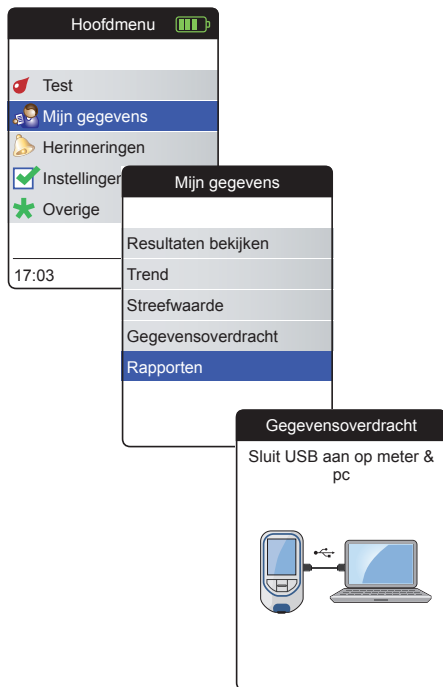 Hoofdmenu
Test
Mijn gegevens
Herinneringen
Instellinger
Overige
17:03
Mijn gegevens
Resultaten bekijken
Trend
Streefwaarde
Gegevensoverdracht
Rapporten
Gegevensoverdracht
Sluit USB aan op meter &
pc